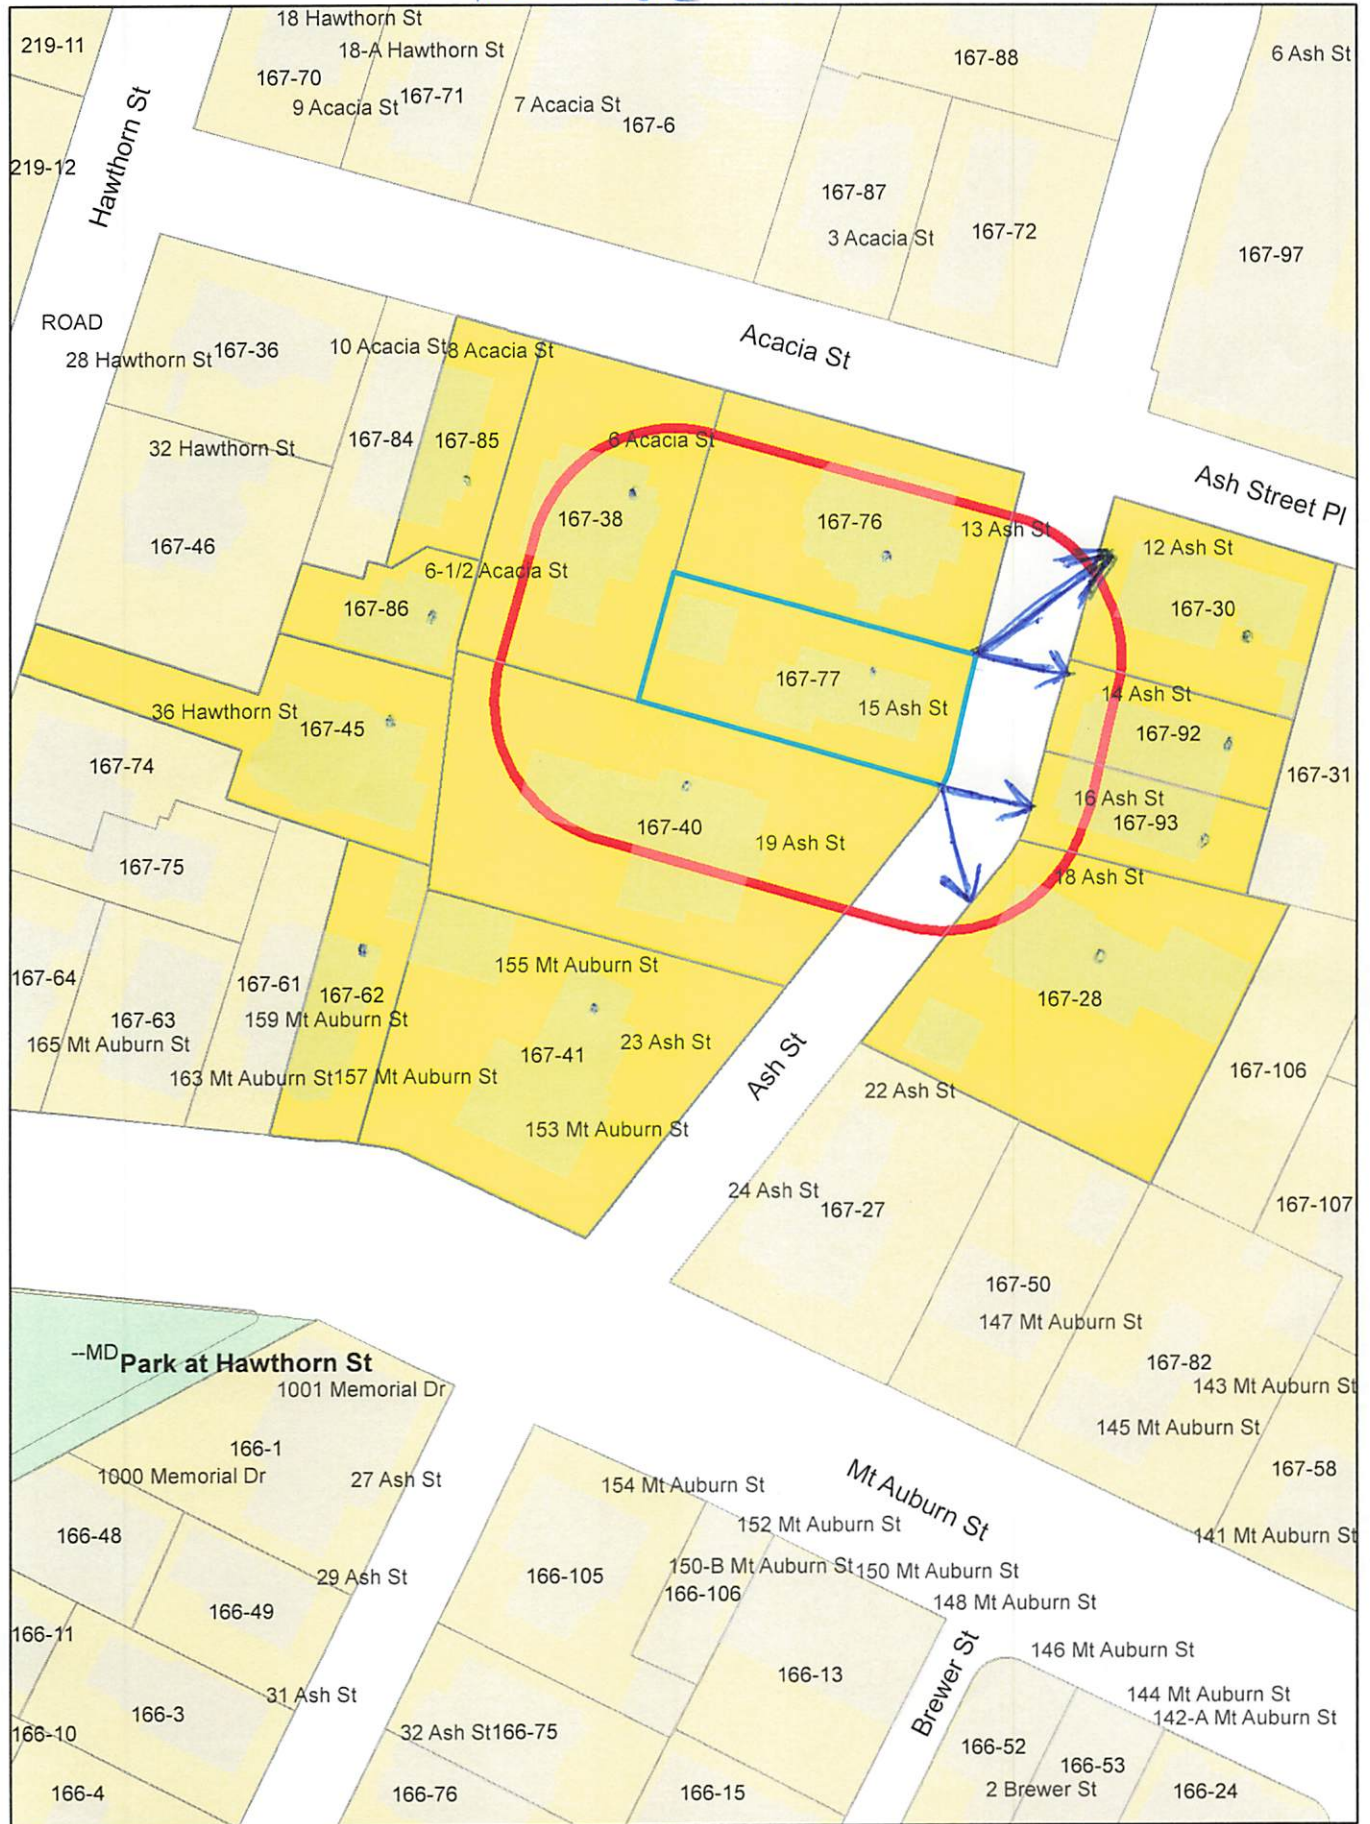 18 Hawthorn St
219-11
18-A Hawthorn St
167-88
6 Ash St
167-70
167-71
9 Acacia St
7 Acacia St
167-6
Hawthorn St
219-12
167-87
3 Acacia St
167-72
167-97
ROAD
28 Hawthorn St
167-36
10 Acacia St
8 Acacia St
Acacia St
32 Hawthorn St
167-84
167-85
6 Acacia St
Ash Street Pl
167-46
167-38
167-76
13 Ash St
12 Ash St
6-1/2 Acacia St
167-86
167-30
167-77
15 Ash St
14 Ash St
36 Hawthorn St
167-45
167-92
167-74
167-31
16 Ash St
167-93
167-40
19 Ash St
167-75
18 Ash St
155 Mt Auburn St
167-64
167-61
167-62
167-28
167-63
159 Mt Auburn St
165 Mt Auburn St
167-41
23 Ash St
Ash St
163 Mt Auburn St
157 Mt Auburn St
22 Ash St
167-106
153 Mt Auburn St
24 Ash St
167-27
167-107
167-50
147 Mt Auburn St
--MD
Park at Hawthorn St
167-82
1001 Memorial Dr
143 Mt Auburn St
166-1
145 Mt Auburn St
1000 Memorial Dr
27 Ash St
154 Mt Auburn St
Mt Auburn St
167-58
166-48
152 Mt Auburn St
141 Mt Auburn St
29 Ash St
166-105
150-B Mt Auburn St
150 Mt Auburn St
166-106
148 Mt Auburn St
166-49
166-11
146 Mt Auburn St
166-13
Brewer St
31 Ash St
144 Mt Auburn St
166-3
142-A Mt Auburn St
166-10
32 Ash St
166-75
166-52
166-53
2 Brewer St
166-4
166-76
166-15
166-24